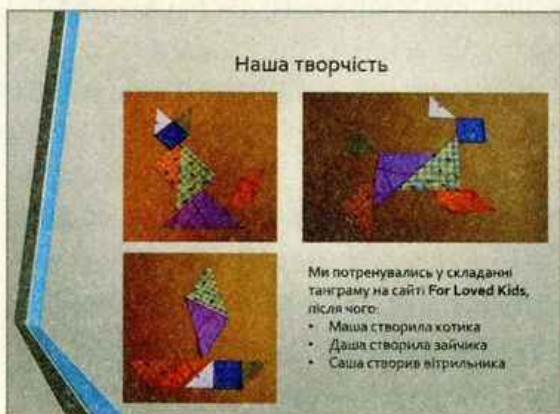 Наша творчість
Ми потренувались у складанні
танграму на сайті For Loved Kids,
після чого:
• Маша створила котика
• Даша створила зайчика
• Саша створив вітрильника